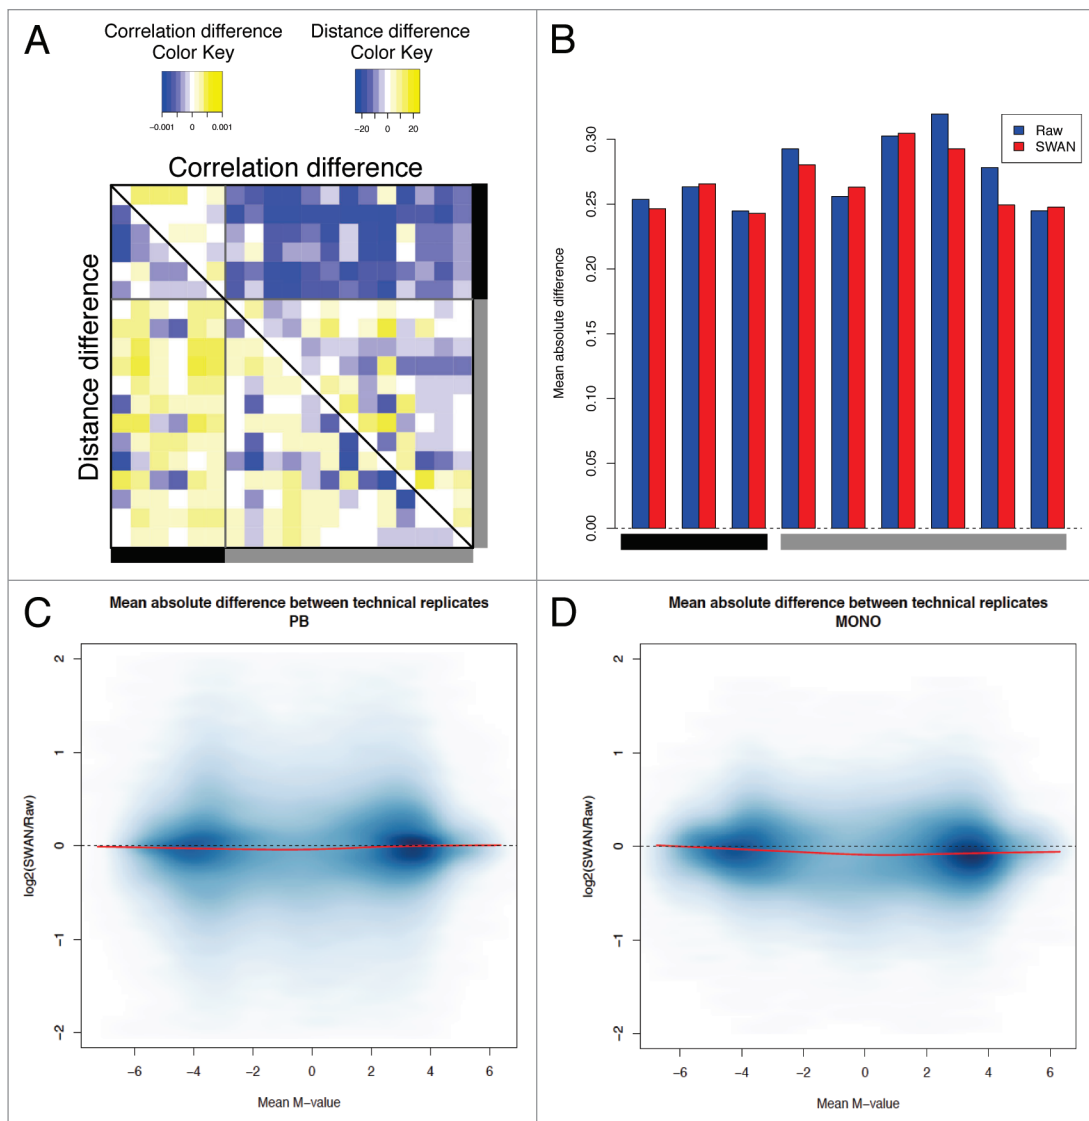 A
Correlation difference
Color Key
−0.001 0 0.001
Distance difference
Color Key
−20 0 20
Correlation difference
Distance difference
B
Mean absolute difference
0.30
0.25
0.20
0.15
0.10
0.05
0.00
Raw
SWAN
C
Mean absolute difference between technical replicates
PB
log2(SWAN/Raw)
2
1
0
−1
−2
−6 −4 −2 0 2 4 6
Mean M−value
D
Mean absolute difference between technical replicates
MONO
log2(SWAN/Raw)
2
1
0
−1
−2
−6 −4 −2 0 2 4 6
Mean M−value